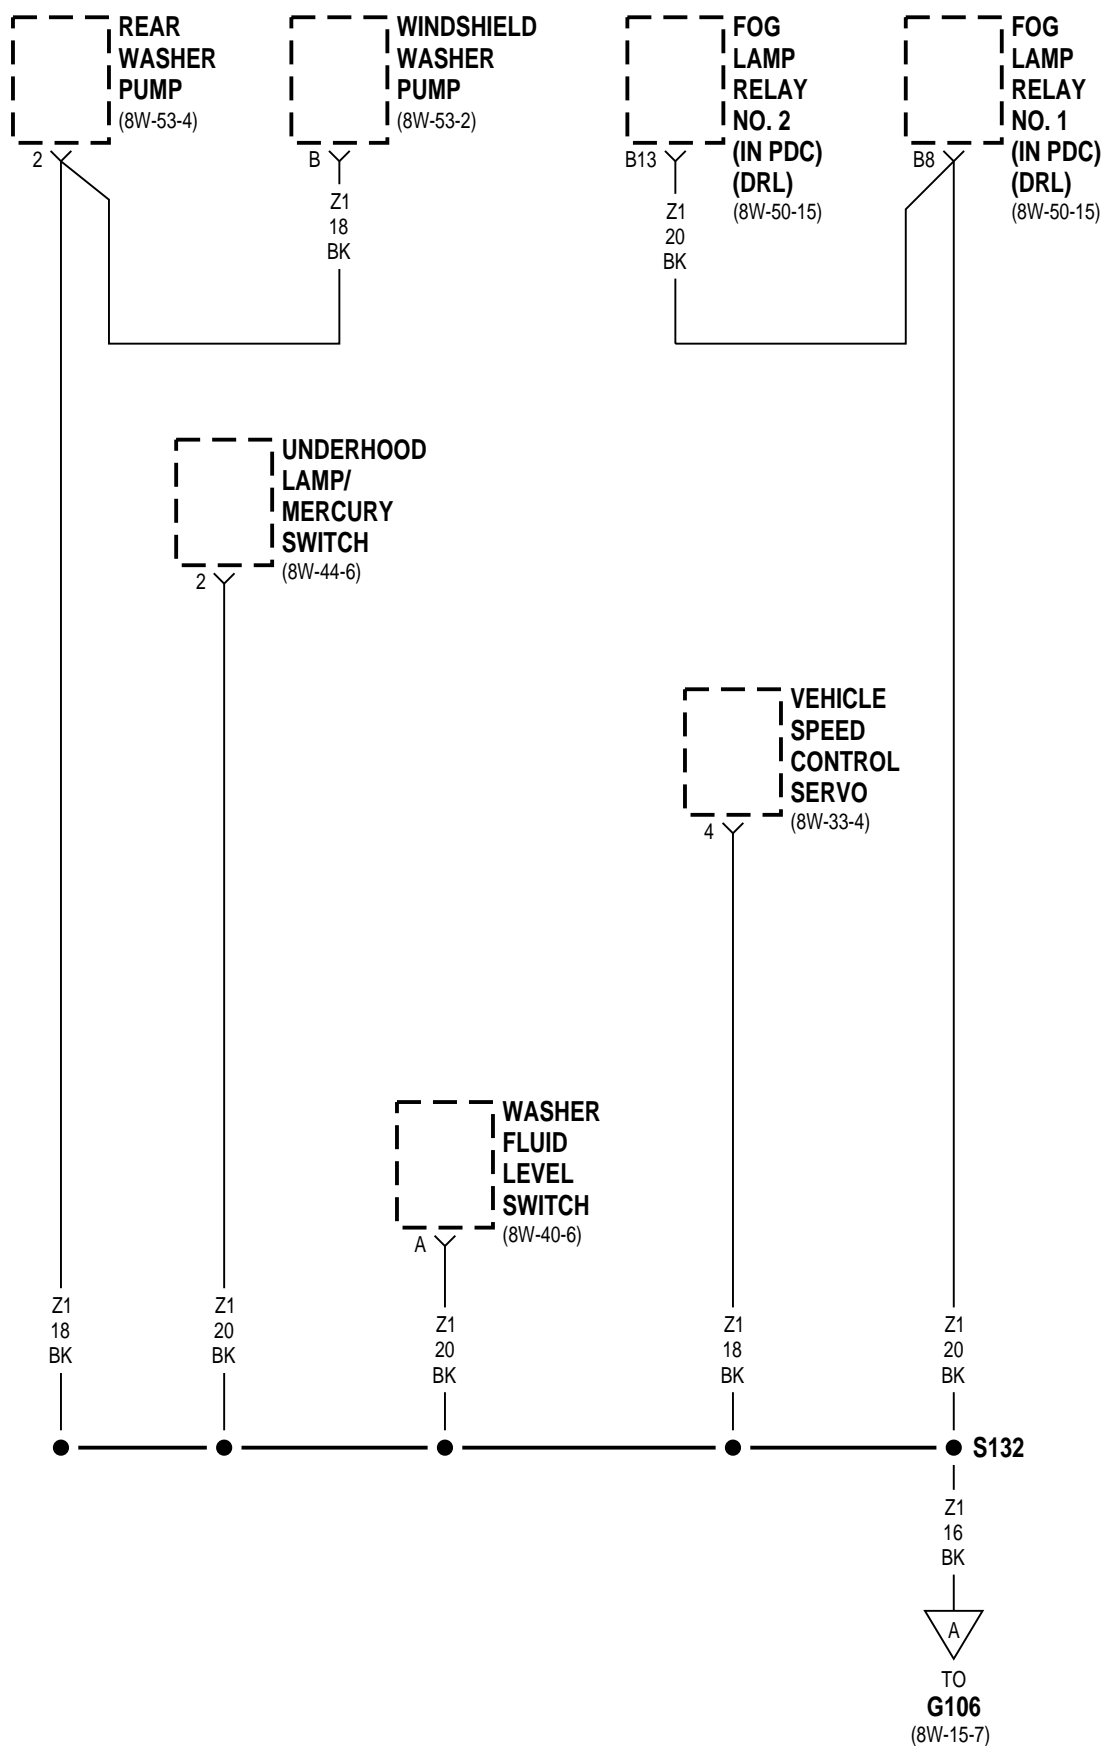 REAR
WASHER
PUMP
(8W-53-4)
2
WINDSHIELD
WASHER
PUMP
(8W-53-2)
B
Z1
18
BK
FOG
LAMP
RELAY
NO. 2
(IN PDC)
(DRL)
(8W-50-15)
B13
Z1
20
BK
FOG
LAMP
RELAY
NO. 1
(IN PDC)
(DRL)
(8W-50-15)
B8
UNDERHOOD
LAMP/
MERCURY
SWITCH
(8W-44-6)
2
VEHICLE
SPEED
CONTROL
SERVO
(8W-33-4)
4
WASHER
FLUID
LEVEL
SWITCH
(8W-40-6)
A
Z1
18
BK
Z1
20
BK
Z1
20
BK
Z1
18
BK
Z1
20
BK
S132
Z1
16
BK
A
TO
G106
(8W-15-7)